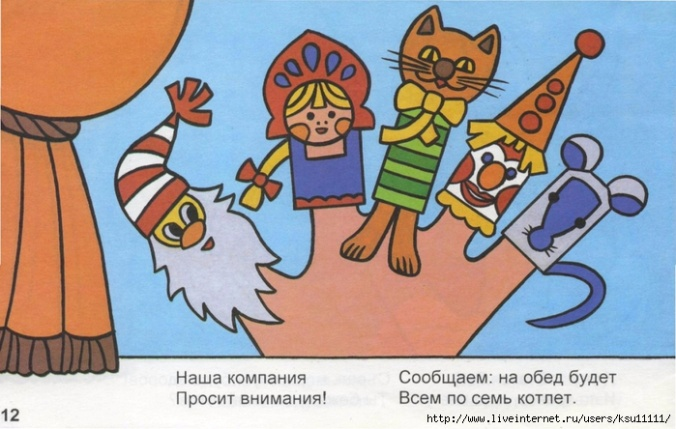 Наша компания
Просит внимания!
Сообщаем: на обед будет
Всем по семь котлет.
12
http://www.liveinternet.ru/users/ksu11111/